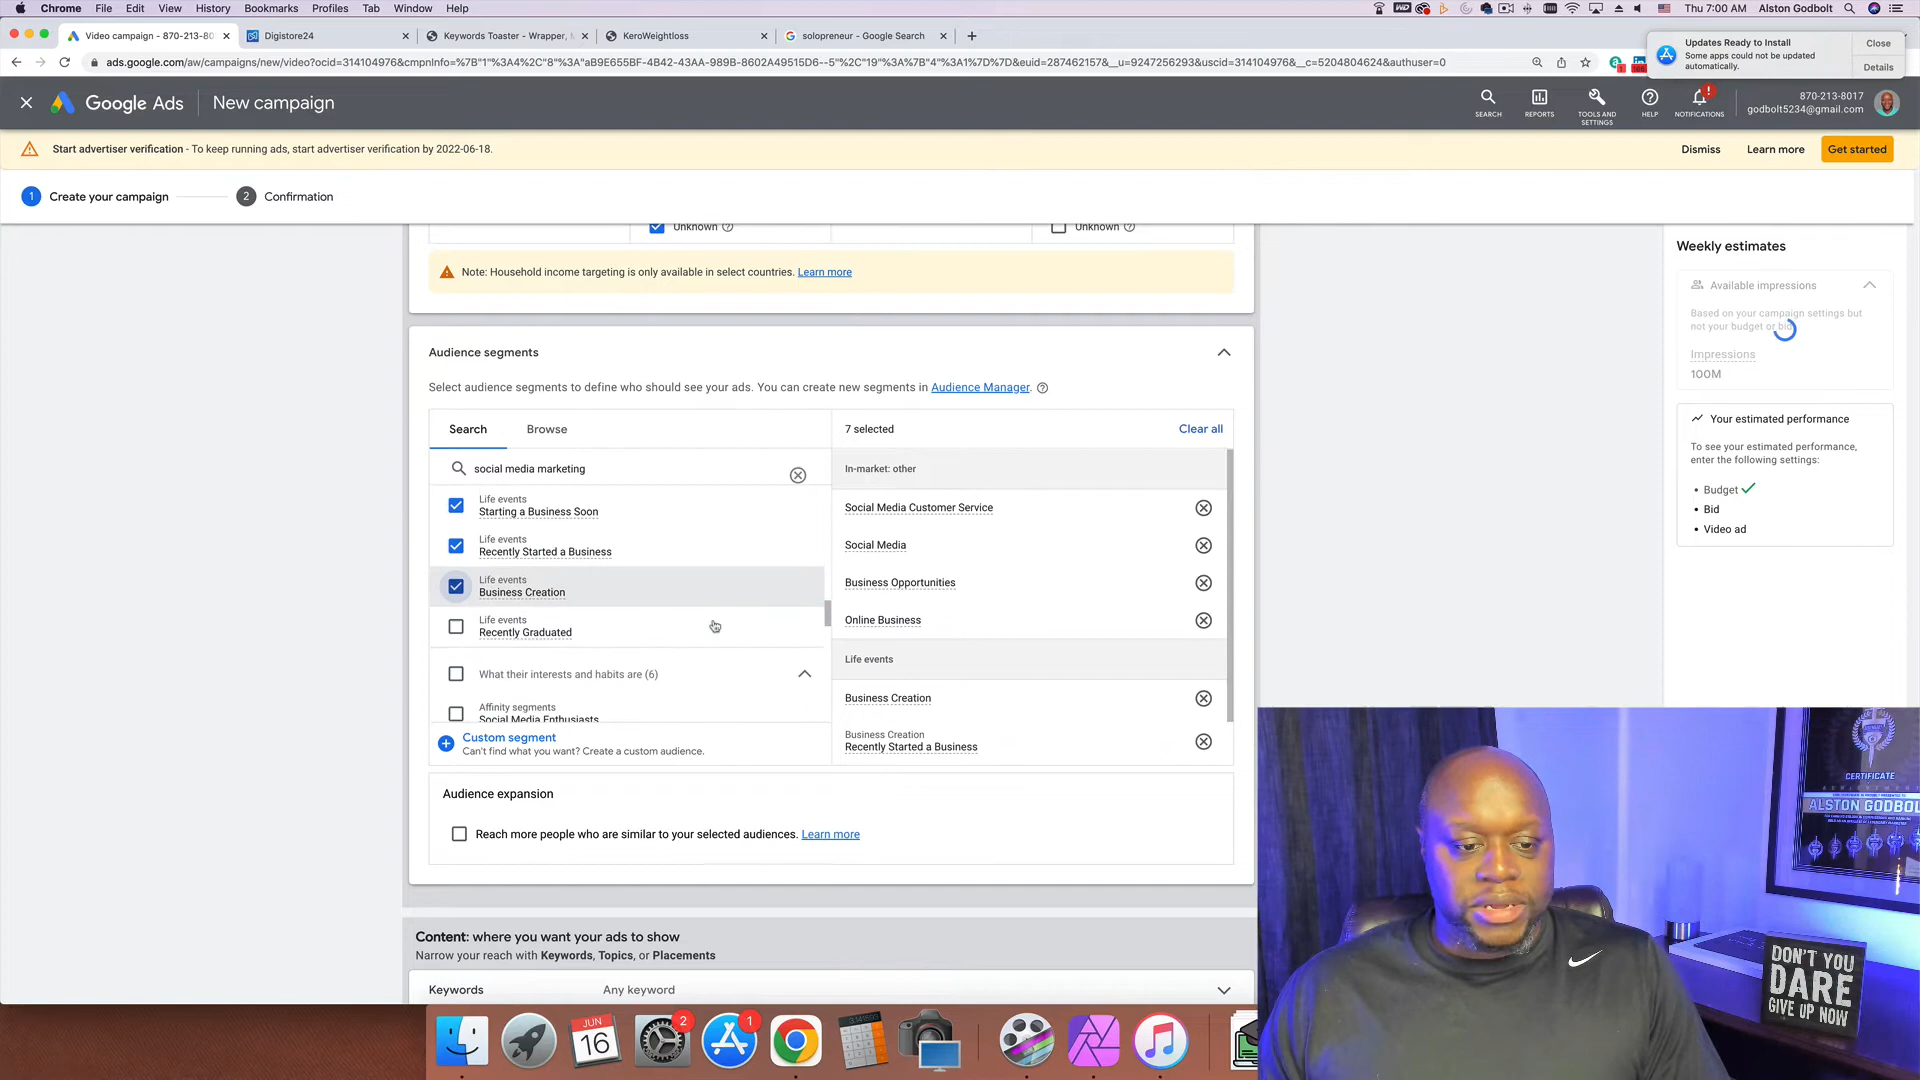 Chrome File Edit View History Bookmarks Profiles Tab Window Help Thu 7:00 AM Alston Godbolt
Video campaign - 870-213-80 Digistore24 Keywords Toaster - Wrapper, M KeroWeightloss solopreneur - Google Search
ads.google.com/aw/campaigns/new/video?ocid=314104976&cmpnInfo=%7B"1"%3A4%2C"8"%3A"aB9E655BF-4B42-43AA-989B-8602A49515D6--5"%2C"19"%3A%7B"4"%3A1%7D%7D&euid=287462157&__u=9247256293&uscid=314104976&__c=5204804624&authuser=0
Updates Ready to Install
Some apps could not be updated
automatically.
Close
Details
Google Ads New campaign
SEARCH REPORTS TOOLS AND
SETTINGS HELP NOTIFICATIONS
870-213-8017
godbolt5234@gmail.com
Start advertiser verification - To keep running ads, start advertiser verification by 2022-06-18.
Dismiss Learn more Get started
1 Create your campaign 2 Confirmation
Unknown Unknown
Note: Household income targeting is only available in select countries. Learn more
Audience segments
Select audience segments to define who should see your ads. You can create new segments in Audience Manager.
Search Browse 7 selected Clear all
social media marketing
Life events
Starting a Business Soon
Life events
Recently Started a Business
Life events
Business Creation
Life events
Recently Graduated
What their interests and habits are (6)
Affinity segments
Social Media Enthusiasts
Custom segment
Can't find what you want? Create a custom audience.
In-market: other
Social Media Customer Service
Social Media
Business Opportunities
Online Business
Life events
Business Creation
Business Creation
Recently Started a Business
Audience expansion
Reach more people who are similar to your selected audiences. Learn more
Content: where you want your ads to show
Narrow your reach with Keywords, Topics, or Placements
Keywords Any keyword
Weekly estimates
Available impressions
Based on your campaign settings but
not your budget or bid
Impressions
100M
Your estimated performance
To see your estimated performance,
enter the following settings:
• Budget
• Bid
• Video ad
JUN
16
2
1
CERTIFICATE
ALSTON GODBOL
DON'T YOU
DARE
GIVE UP NOW